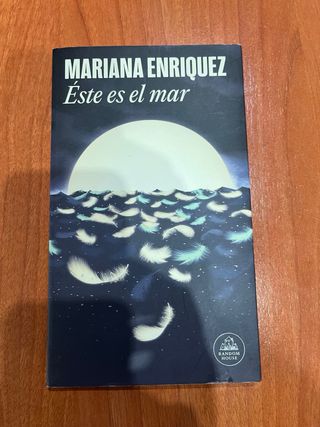 MARIANA ENRIQUEZ
Éste es el mar
RANDOM
HOUSE